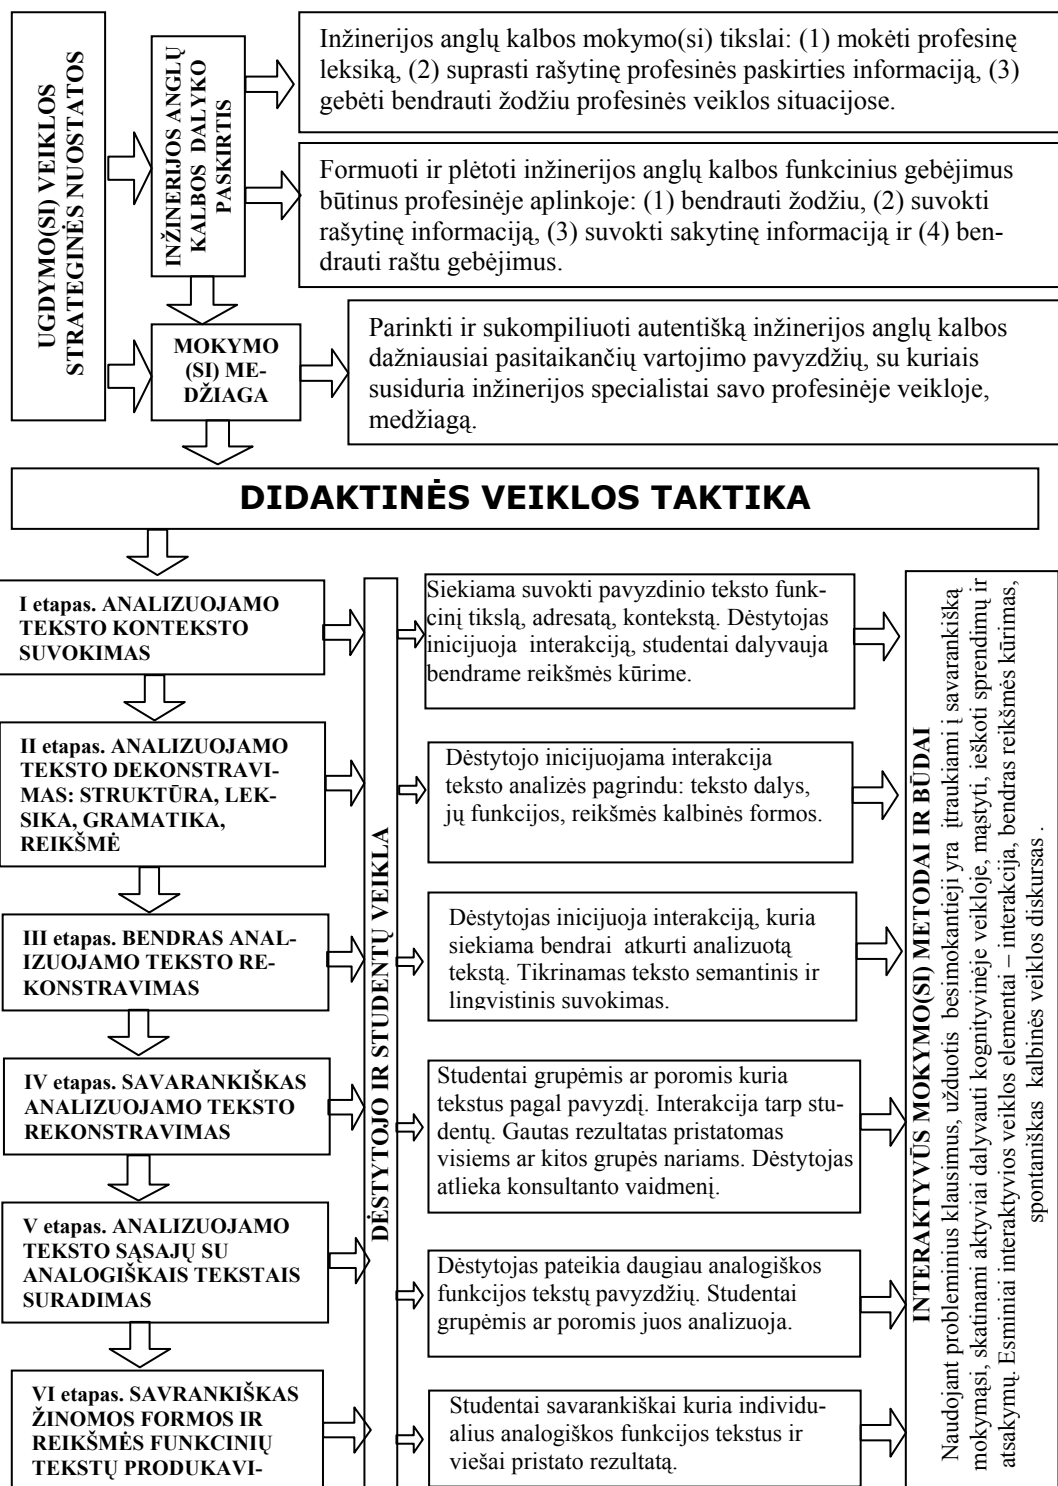 UGDYMO(SI) VEIKLOS
STRATEGINĖS NUOSTATOS
INŽINERIJOS ANGLŲ
KALBOS DALYKO
PASKIRTIS
Inžinerijos anglų kalbos mokymo(si) tikslai: (1) mokėti profesinę
leksiką, (2) suprasti rašytinę profesinės paskirties informaciją, (3)
gebėti bendrauti žodžiu profesinės veiklos situacijose.
Formuoti ir plėtoti inžinerijos anglų kalbos funkcinius gebėjimus
būtinus profesinėje aplinkoje: (1) bendrauti žodžiu, (2) suvokti
rašytinę informaciją, (3) suvokti sakytinę informaciją ir (4) ben-
drauti raštu gebėjimus.
MOKYMO
(SI) ME-
DŽIAGA
Parinkti ir sukompiliuoti autentišką inžinerijos anglų kalbos
dažniausiai pasitaikančių vartojimo pavyzdžių, su kuriais
susiduria inžinerijos specialistai savo profesinėje veikloje,
medžiagą.
DIDAKTINĖS VEIKLOS TAKTIKA
I etapas. ANALIZUOJAMO
TEKSTO KONTEKSTO
SUVOKIMAS
Siekiama suvokti pavyzdinio teksto funk-
cinį tikslą, adresatą, kontekstą. Dėstytojas
inicijuoja interakciją, studentai dalyvauja
bendrame reikšmės kūrime.
II etapas. ANALIZUOJAMO
TEKSTO DEKONSTRAVI-
MAS: STRUKTŪRA, LEK-
SIKA, GRAMATIKA,
REIKŠMĖ
Dėstytojo inicijuojama interakcija
teksto analizės pagrindu: teksto dalys,
jų funkcijos, reikšmės kalbinės formos.
III etapas. BENDRAS ANAL-
IZUOJAMO TEKSTO RE-
KONSTRAVIMAS
Dėstytojas inicijuoja interakciją, kuria
siekiama bendrai atkurti analizuotą
tekstą. Tikrinamas teksto semantinis ir
lingvistinis suvokimas.
IV etapas. SAVARANKIŠKAS
ANALIZUOJAMO TEKSTO
REKONSTRAVIMAS
Studentai grupėmis ar poromis kuria
tekstus pagal pavyzdį. Interakcija tarp stu-
dentų. Gautas rezultatas pristatomas
visiems ar kitos grupės nariams. Dėstytojas
atlieka konsultanto vaidmenį.
V etapas. ANALIZUOJAMO
TEKSTO SĄSAJŲ SU
ANALOGIŠKAIS TEKSTAIS
SURADIMAS
Dėstytojas pateikia daugiau analogiškos
funkcijos tekstų pavyzdžių. Studentai
grupėmis ar poromis juos analizuoja.
VI etapas. SAVRANKIŠKAS
ŽINOMOS FORMOS IR
REIKŠMĖS FUNKCINIŲ
TEKSTŲ PRODUKAVI-
Studentai savarankiškai kuria individu-
alius analogiškos funkcijos tekstus ir
viešai pristato rezultatą.
DĖSTYTOJO IR STUDENTŲ VEIKLA
INTERAKTYVŪS MOKYMO(SI) METODAI IR BŪDAI
Naudojant probleminius klausimus, užduotis besimokantieji yra įtraukiami į savarankišką
mokymąsi, skatinami aktyviai dalyvauti kognityvinėje veikloje, mąstyti, ieškoti sprendimų ir
atsakymų. Esminiai interaktyvios veiklos elementai – interakcija, bendras reikšmės kūrimas,
spontaniškas kalbinės veiklos diskursas .